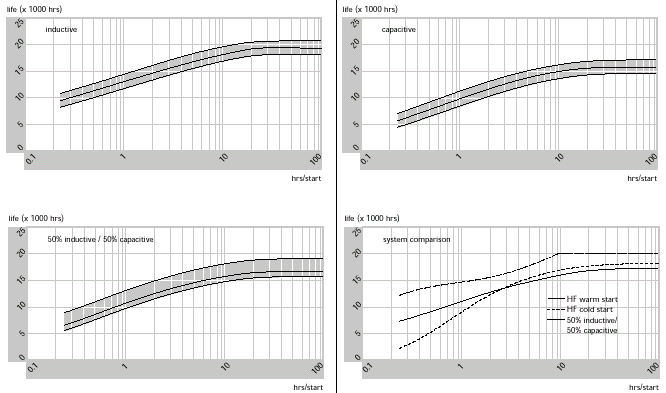 life (x 1000 hrs)
inductive
25
20
15
10
5
0
0.1
1
10
100
hrs/start
life (x 1000 hrs)
capacitive
25
20
15
10
5
0
0.1
1
10
100
hrs/start
life (x 1000 hrs)
50% inductive / 50% capacitive
25
20
15
10
5
0
0.1
1
10
100
hrs/start
life (x 1000 hrs)
system comparison
25
20
15
10
5
0
HF warm start
HF cold start
50% inductive/
50% capacitive
0.1
1
10
100
hrs/start